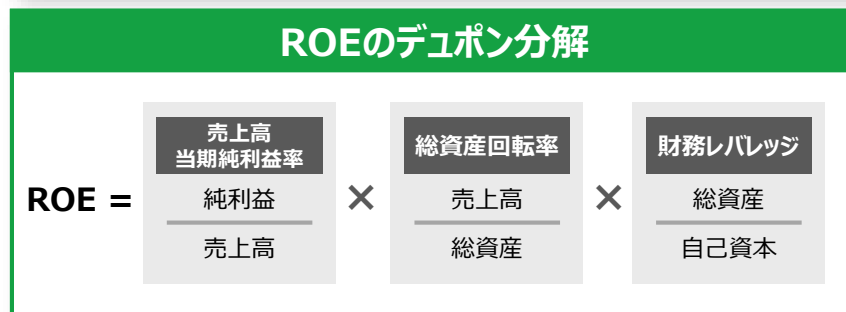 ROEのデュポン分解
ROE =
売上高
当期純利益率
純利益
売上高
×
総資産回転率
売上高
総資産
×
財務レバレッジ
総資産
自己資本